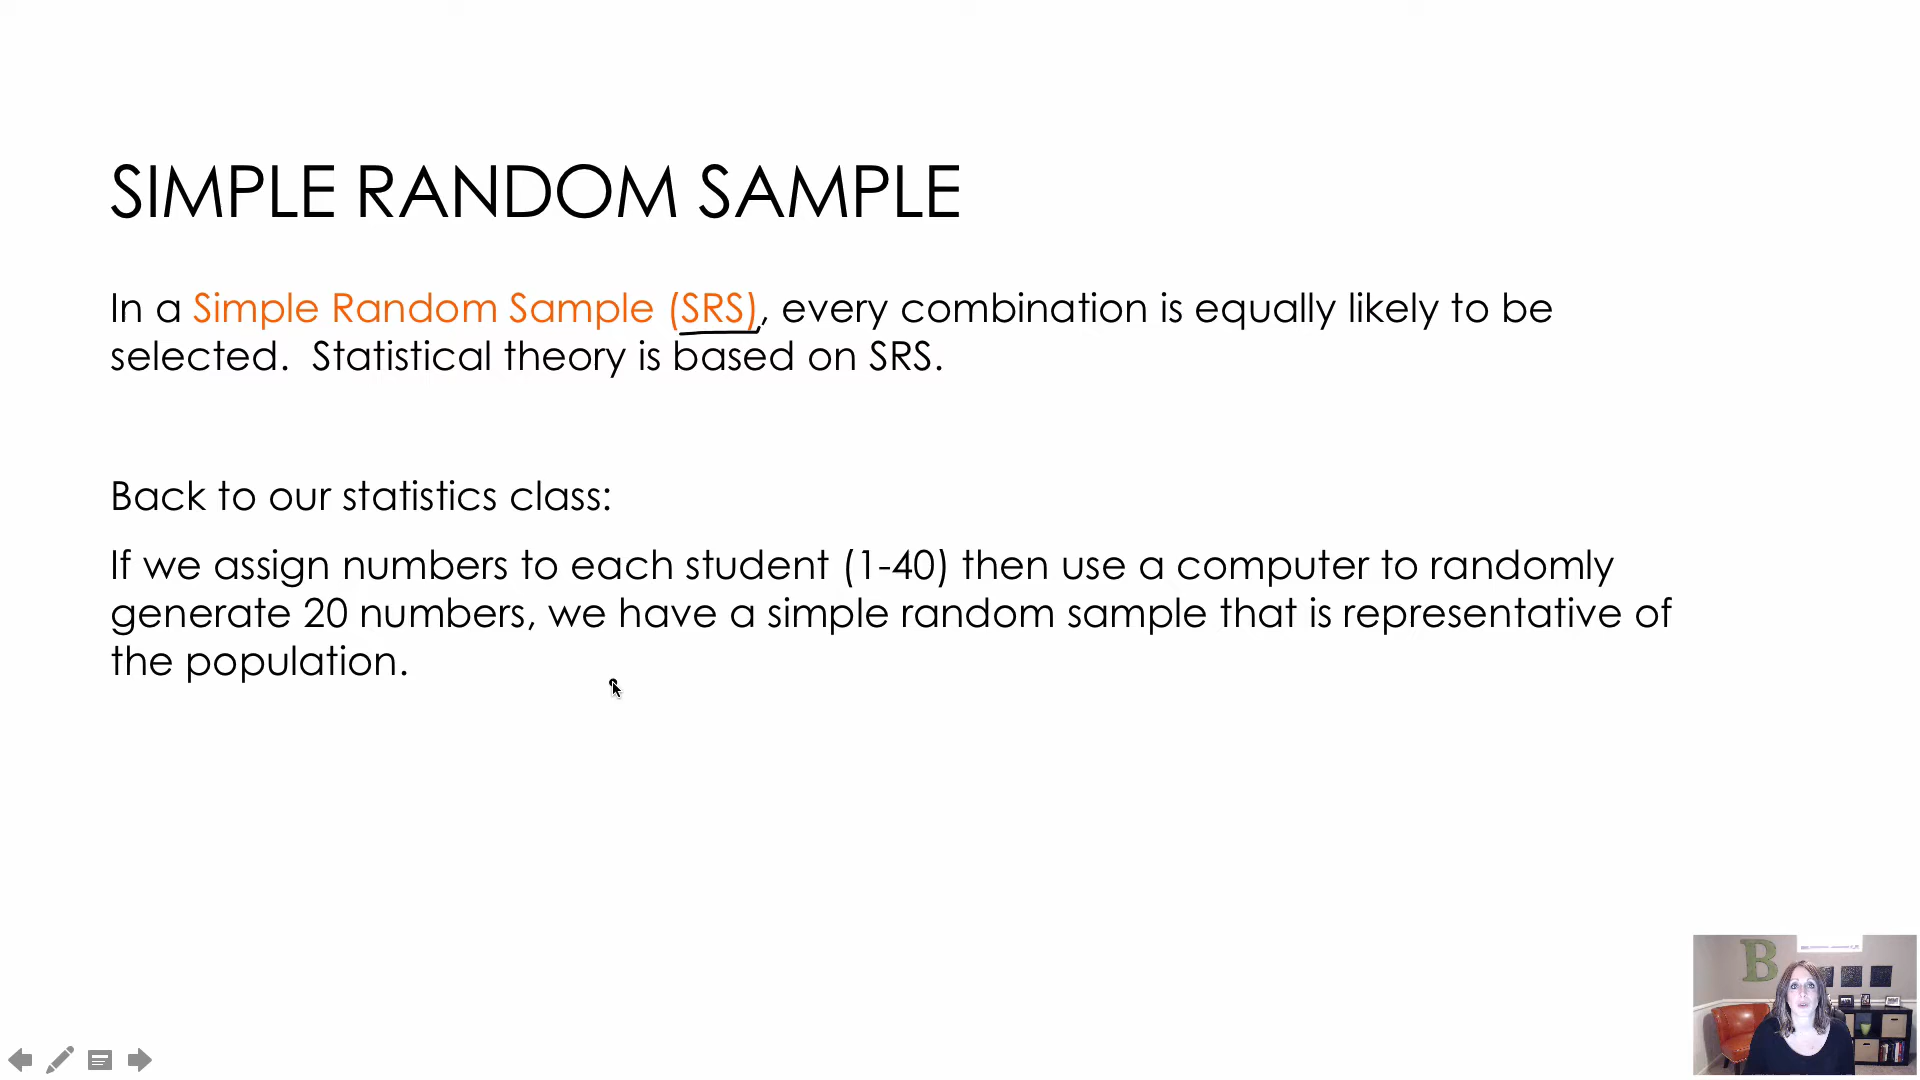 SIMPLE RANDOM SAMPLE
In a Simple Random Sample (SRS), every combination is equally likely to be
selected. Statistical theory is based on SRS.
Back to our statistics class:
If we assign numbers to each student (1-40) then use a computer to randomly
generate 20 numbers, we have a simple random sample that is representative of
the population.
B